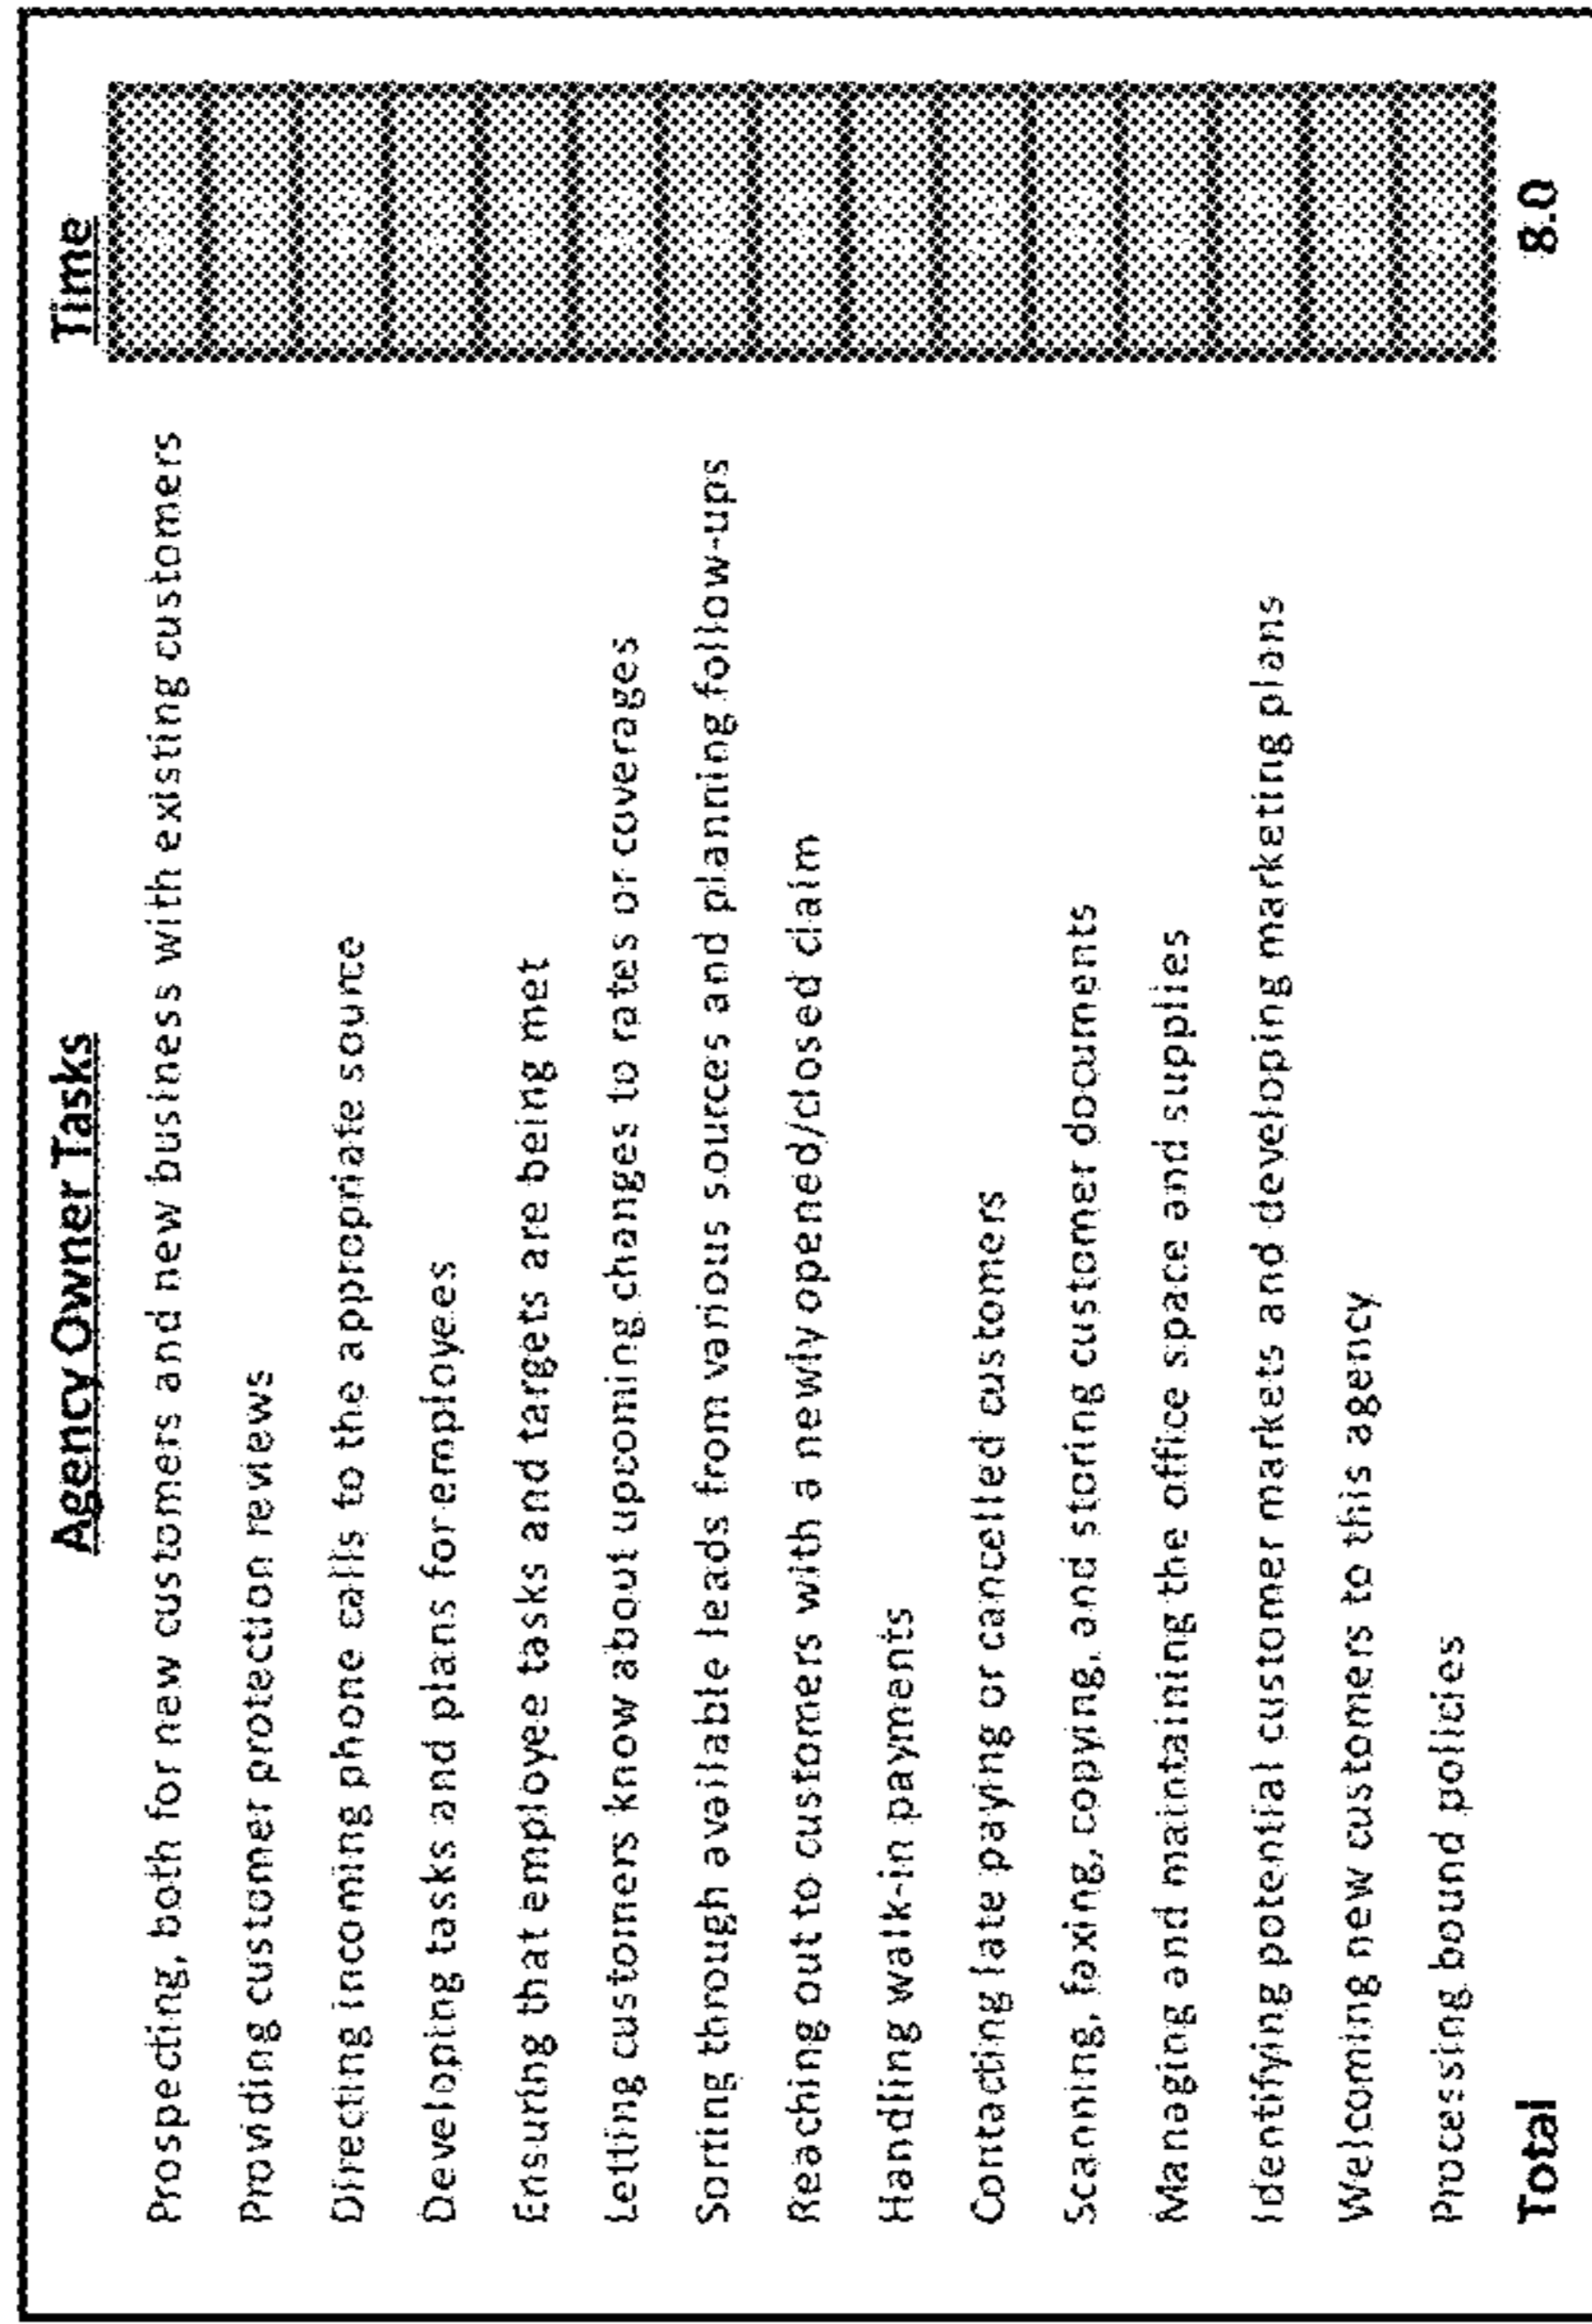 Agency Owner Tasks Time
Prospecting, both for new customers and new business with existing customers
Providing customer protection reviews
Directing incoming phone calls to the appropriate source
Developing tasks and plans for employees
Ensuring that employee tasks and targets are being met
Letting customers know about upcoming changes to rates or coverages
Sorting through available leads from various sources and planning follow-ups
Reaching out to customers with a newly opened/closed claim
Handling walk-in payments
Contacting late paying or cancelled customers
Scanning, faxing, copying, and storing customer documents
Managing and maintaining the office space and supplies
Identifying potential customer markets and developing marketing plans
Welcoming new customers to this agency
Processing bound policies
Total 8.0